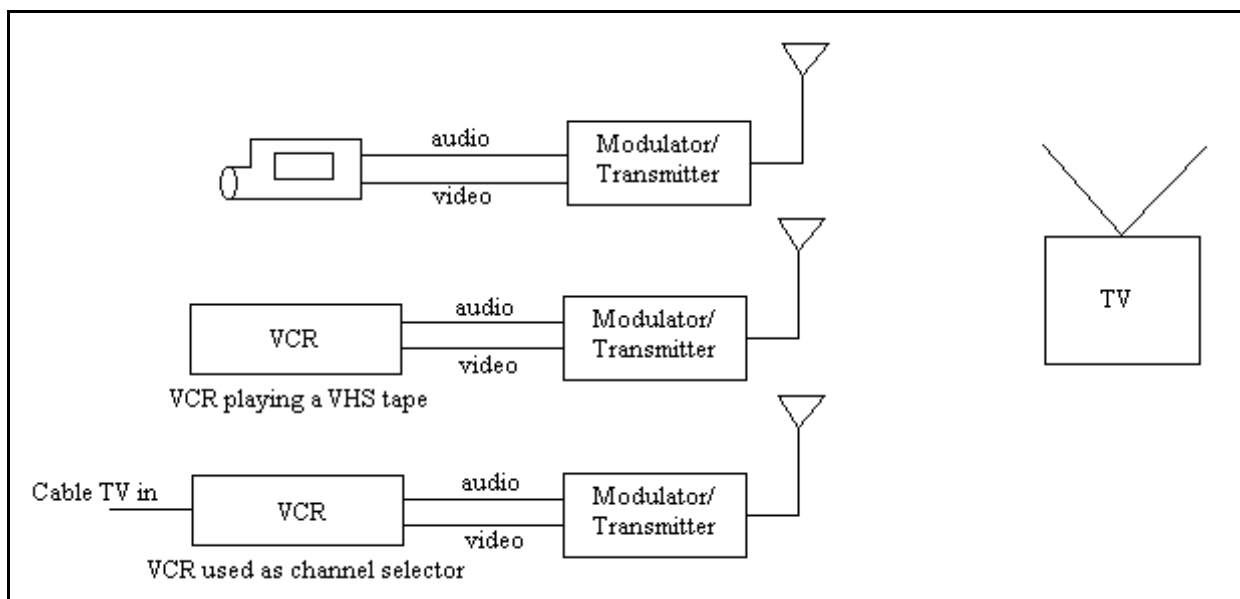 audio
video
Modulator/
Transmitter
TV
VCR
audio
video
Modulator/
Transmitter
VCR playing a VHS tape
Cable TV in
VCR
audio
video
Modulator/
Transmitter
VCR used as channel selector